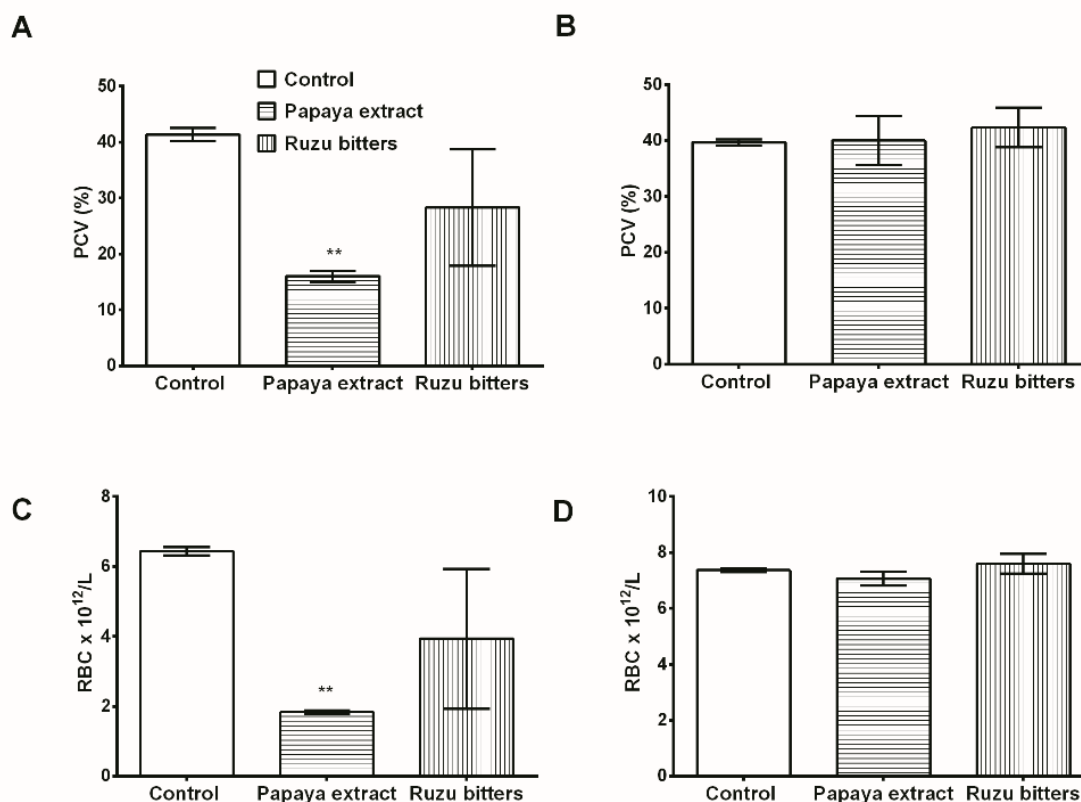 A
PCV (%)
50
40
30
20
10
0
Control
Papaya extract
Ruzu bitters
**
Control Papaya extract Ruzu bitters
B
PCV (%)
50
40
30
20
10
0
Control Papaya extract Ruzu bitters
C
RBC x 10¹²/L
8
6
4
2
0
**
Control Papaya extract Ruzu bitters
D
RBC x 10¹²/L
10
8
6
4
2
0
Control Papaya extract Ruzu bitters